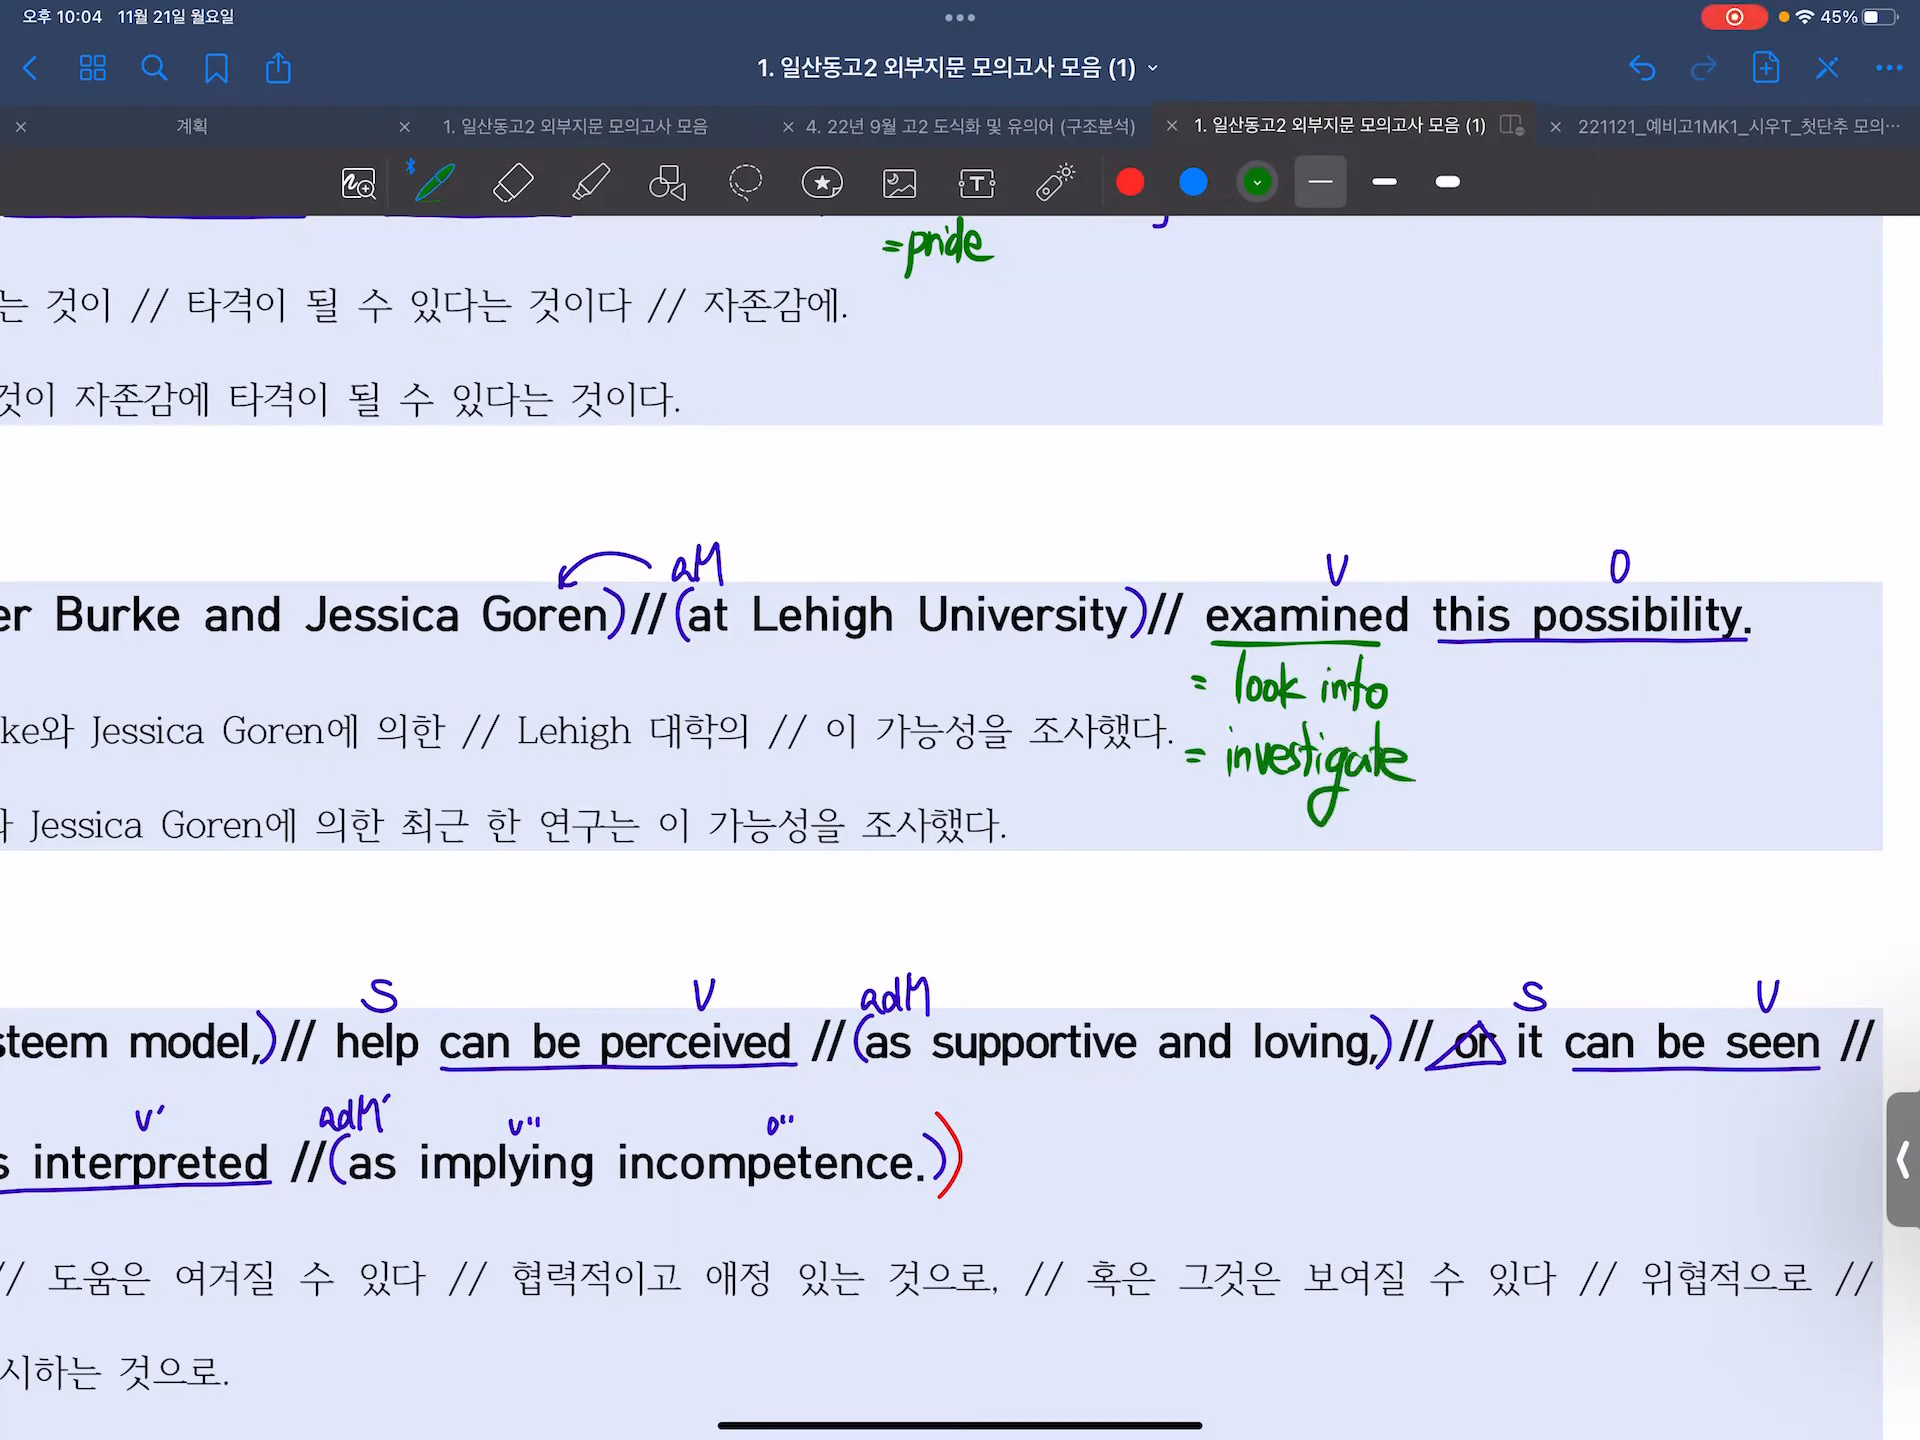 오후 10:04 11월 21일 월요일
45%
1. 일산동고2 외부지문 모의고사 모음 (1)
계획
1. 일산동고2 외부지문 모의고사 모음
4. 22년 9월 고2 도식화 및 유의어 (구조분석)
1. 일산동고2 외부지문 모의고사 모음 (1)
221121_예비고1MK1_시우T_첫단추 모의…
= pride
는 것이 // 타격이 될 수 있다는 것이다 // 자존감에.
것이 자존감에 타격이 될 수 있다는 것이다.
aM V O
er Burke and Jessica Goren)//(at Lehigh University)// examined this possibility.
= look into
ke와 Jessica Goren에 의한 // Lehigh 대학의 // 이 가능성을 조사했다.
= investigate
와 Jessica Goren에 의한 최근 한 연구는 이 가능성을 조사했다.
S V adM S V
steem model,)// help can be perceived //(as supportive and loving,)// or it can be seen //
V' adM' V'' O''
s interpreted //(as implying incompetence.))
// 도움은 여겨질 수 있다 // 협력적이고 애정 있는 것으로, // 혹은 그것은 보여질 수 있다 // 위협적으로 //
시하는 것으로.